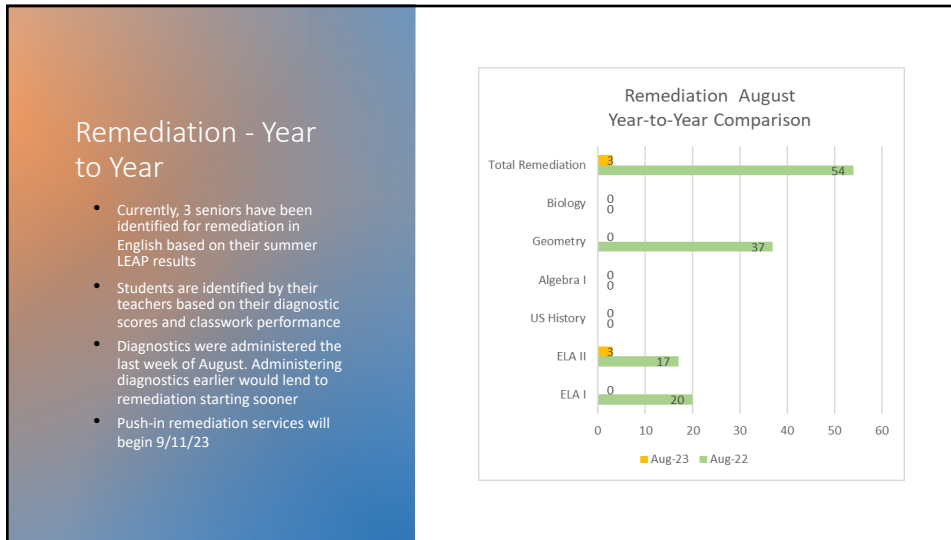 Remediation - Year
to Year
• Currently, 3 seniors have been
identified for remediation in
English based on their summer
LEAP results
• Students are identified by their
teachers based on their diagnostic
scores and classwork performance
• Diagnostics were administered the
last week of August. Administering
diagnostics earlier would lend to
remediation starting sooner
• Push-in remediation services will
begin 9/11/23
Remediation August
Year-to-Year Comparison
Total Remediation
3
54
Biology
0
0
Geometry
0
37
Algebra I
0
0
US History
0
0
ELA II
3
17
ELA I
0
20
0 10 20 30 40 50 60
Aug-23 Aug-22